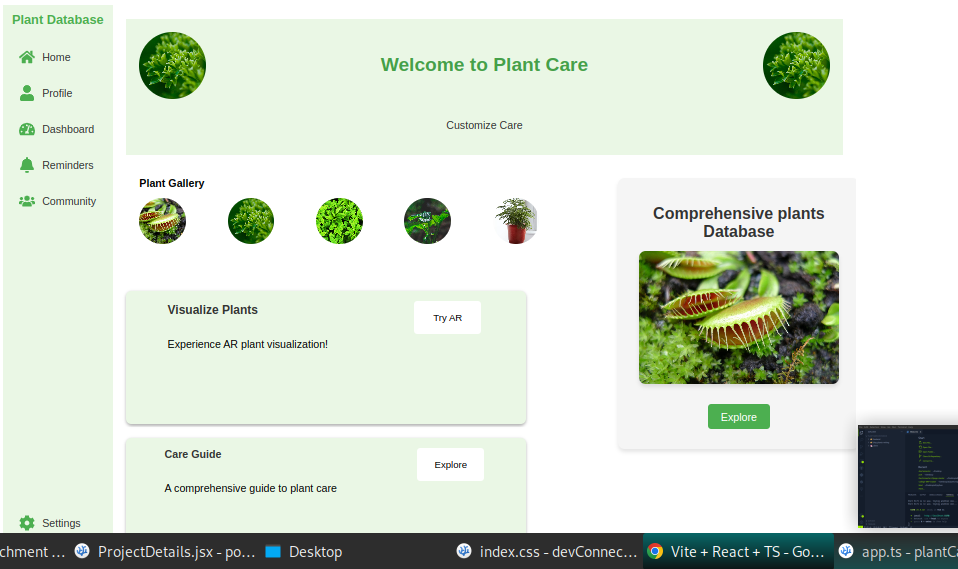 Plant Database
Home
Profile
Dashboard
Reminders
Community
Settings
Welcome to Plant Care
Customize Care
Plant Gallery
Visualize Plants
Try AR
Experience AR plant visualization!
Care Guide
Explore
A comprehensive guide to plant care
Comprehensive plants
Database
Explore
chment ...
ProjectDetails.jsx - po...
Desktop
index.css - devConnec...
Vite + React + TS - Go...
app.ts - plantCa